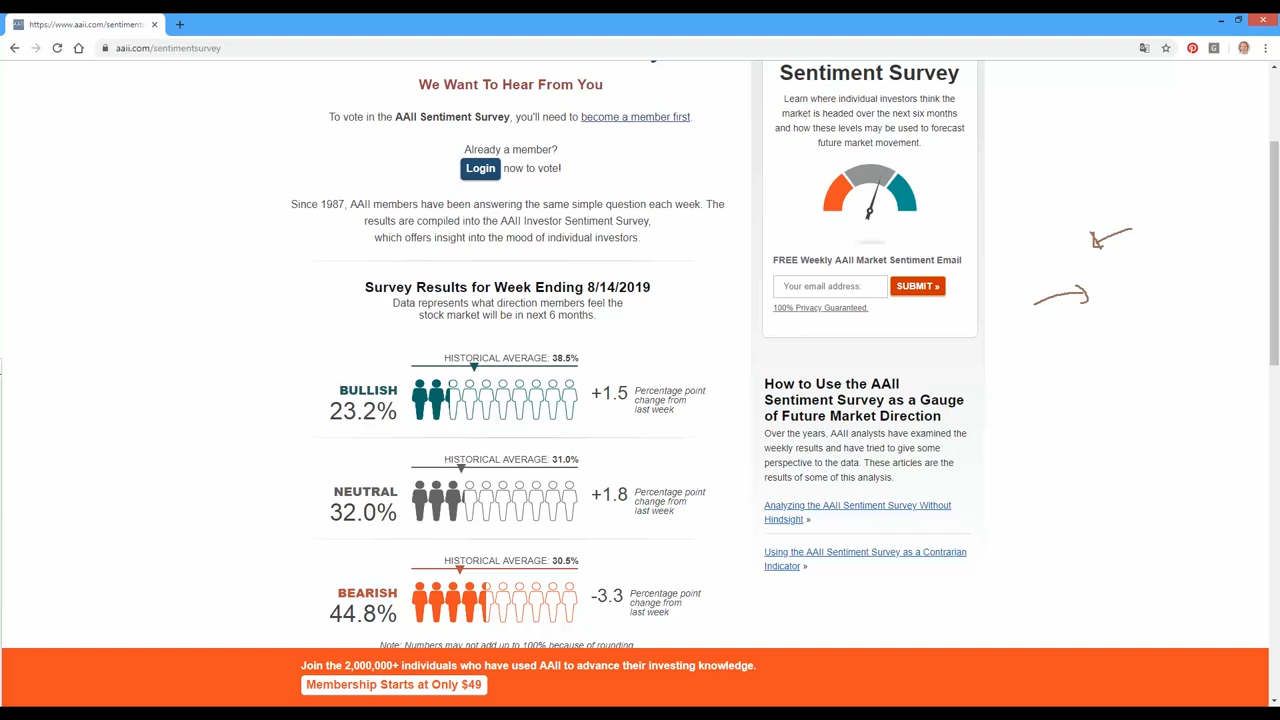 https://www.aaii.com/sentiments
aaii.com/sentimentsurvey
We Want To Hear From You
To vote in the AAII Sentiment Survey, you'll need to become a member first.
Already a member?
Login now to vote!
Since 1987, AAII members have been answering the same simple question each week. The
results are compiled into the AAII Investor Sentiment Survey,
which offers insight into the mood of individual investors.
Survey Results for Week Ending 8/14/2019
Data represents what direction members feel the
stock market will be in next 6 months.
HISTORICAL AVERAGE: 38.5%
BULLISH
23.2%
+1.5
Percentage point
change from
last week
HISTORICAL AVERAGE: 31.0%
NEUTRAL
32.0%
+1.8
Percentage point
change from
last week
HISTORICAL AVERAGE: 30.5%
BEARISH
44.8%
-3.3
Percentage point
change from
last week
Note: Numbers may not add up to 100% because of rounding
Sentiment Survey
Learn where individual investors think the
market is headed over the next six months
and how these levels may be used to forecast
future market movement.
FREE Weekly AAII Market Sentiment Email
Your email address:
SUBMIT »
100% Privacy Guaranteed.
How to Use the AAII
Sentiment Survey as a Gauge
of Future Market Direction
Over the years, AAII analysts have examined the
weekly results and have tried to give some
perspective to the data. These articles are the
results of some of this analysis.
Analyzing the AAII Sentiment Survey Without
Hindsight »
Using the AAII Sentiment Survey as a Contrarian
Indicator »
Join the 2,000,000+ individuals who have used AAII to advance their investing knowledge.
Membership Starts at Only $49